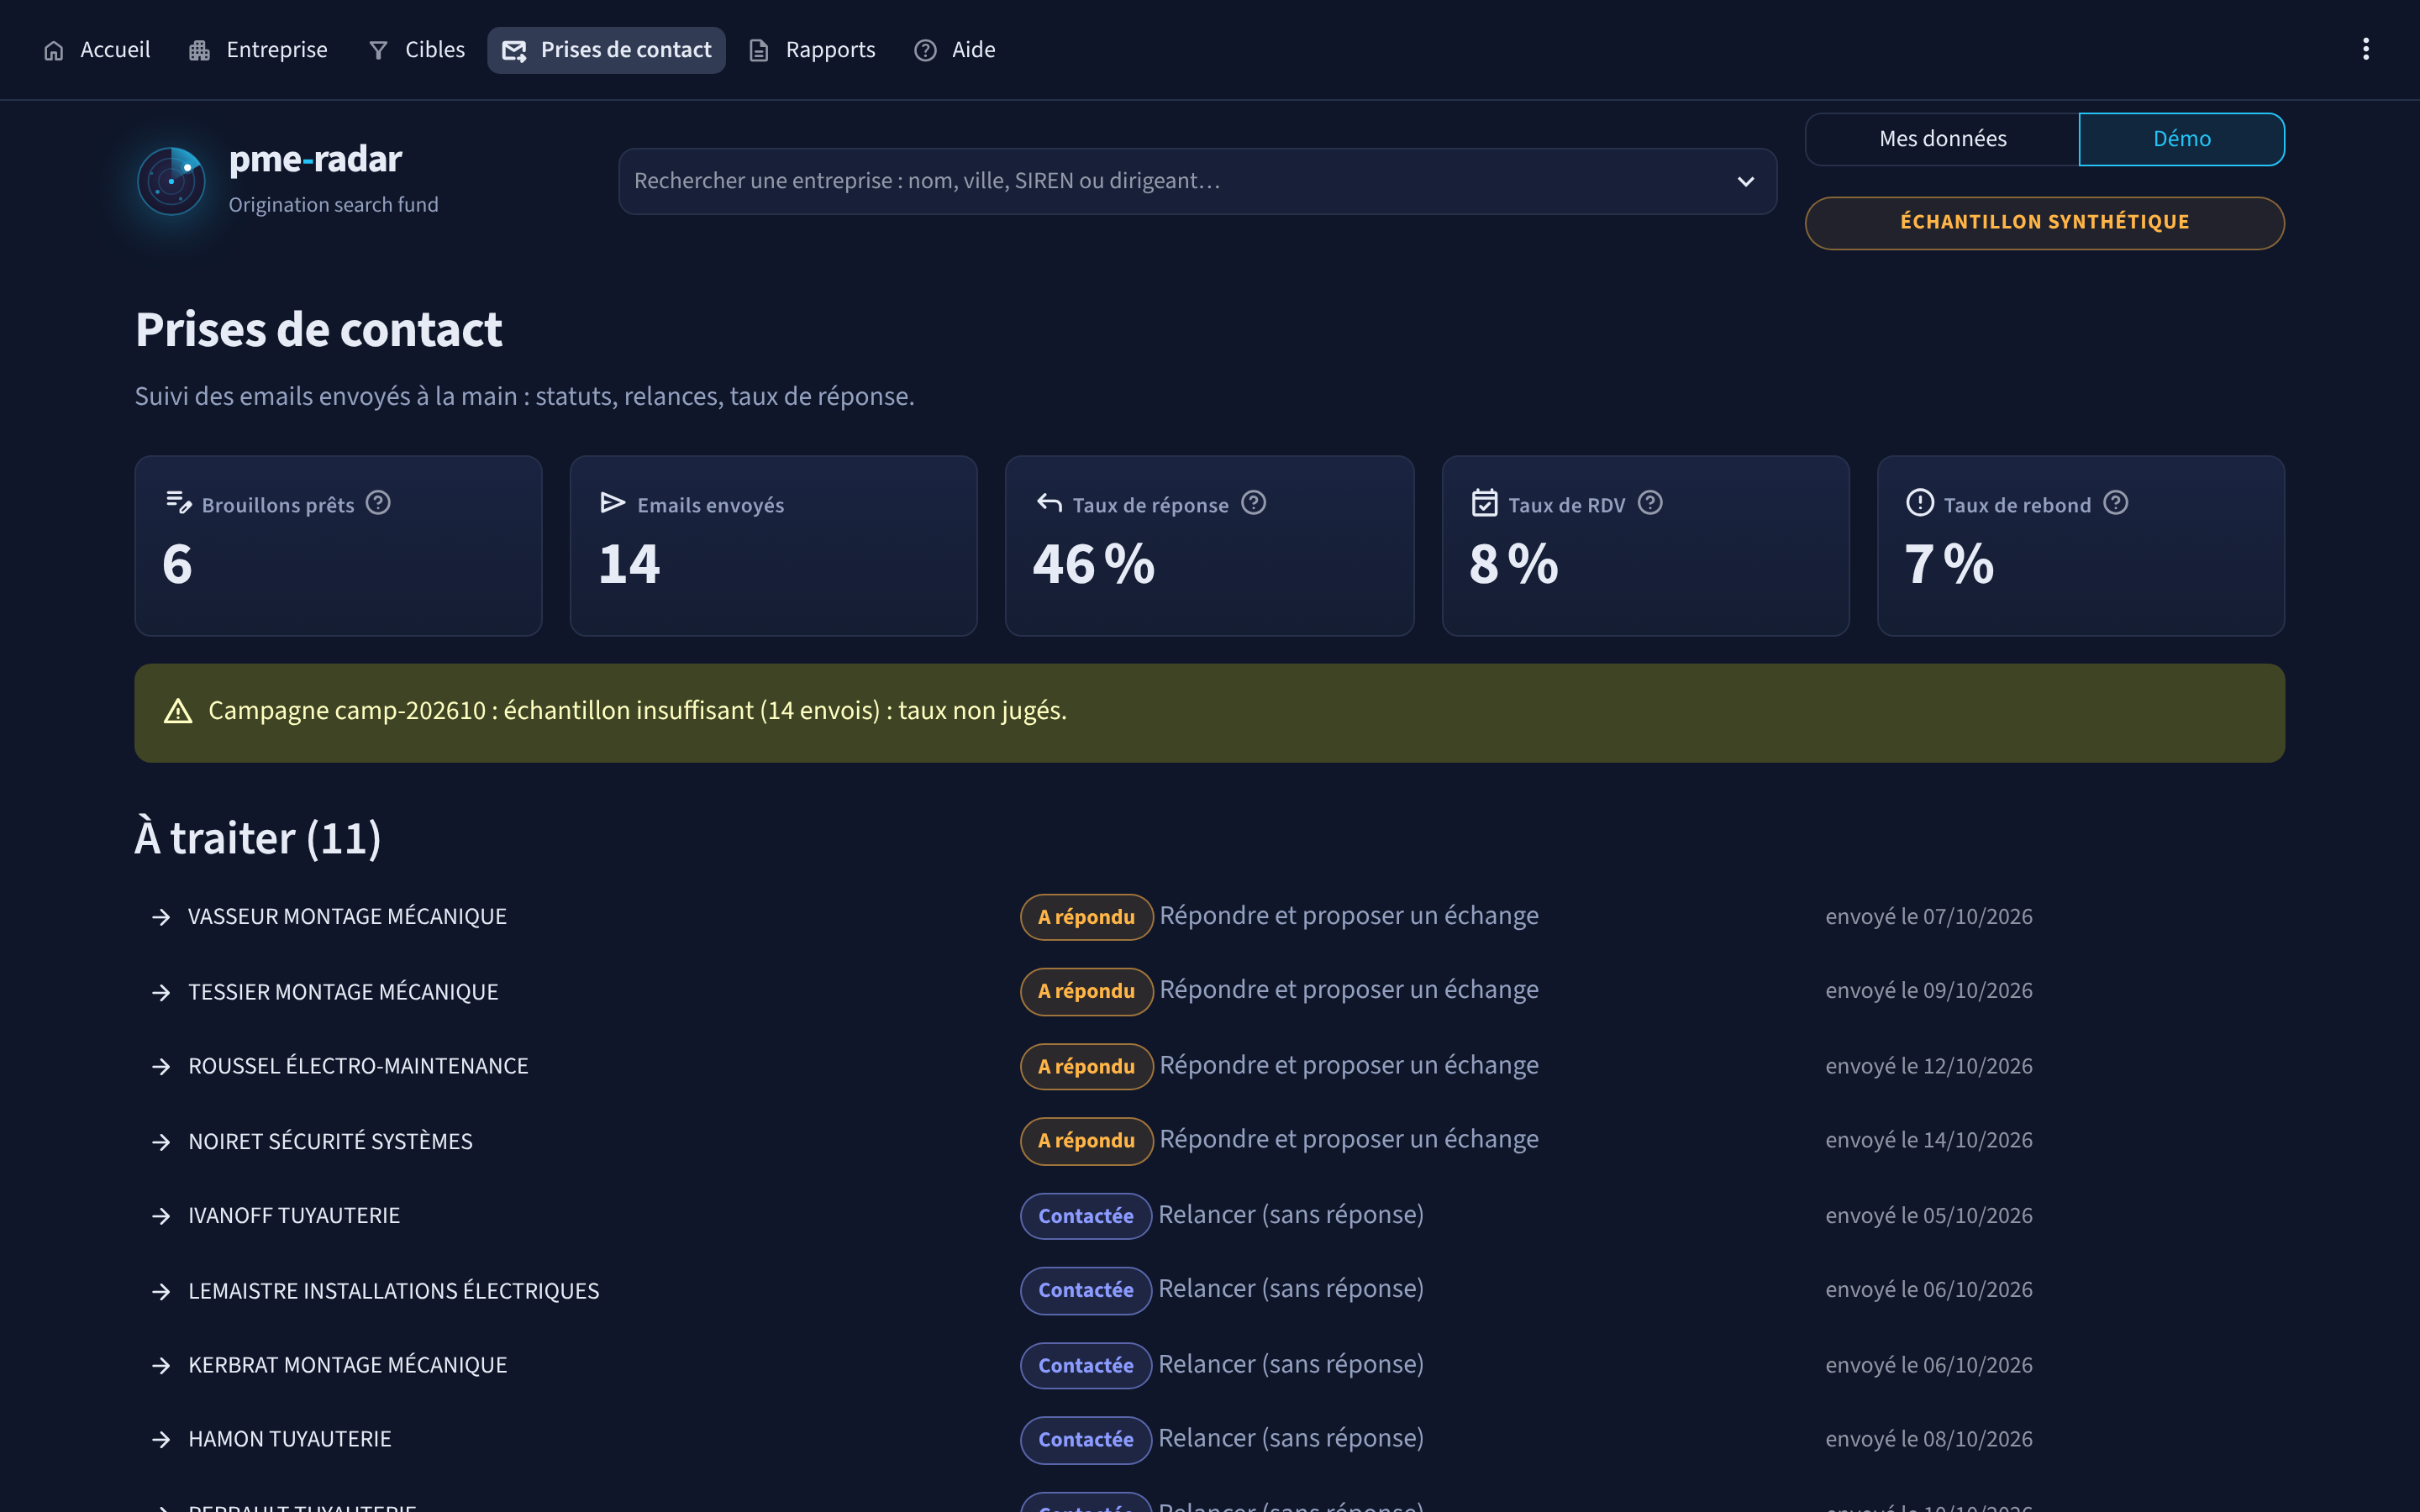 Accueil
Entreprise
Cibles
Prises de contact
Rapports
Aide
pme-radar
Origination search fund
Rechercher une entreprise : nom, ville, SIREN ou dirigeant…
Mes données
Démo
ÉCHANTILLON SYNTHÉTIQUE
Prises de contact
Suivi des emails envoyés à la main : statuts, relances, taux de réponse.
Brouillons prêts
6
Emails envoyés
14
Taux de réponse
46 %
Taux de RDV
8 %
Taux de rebond
7 %
Campagne camp-202610 : échantillon insuffisant (14 envois) : taux non jugés.
À traiter (11)
VASSEUR MONTAGE MÉCANIQUE A répondu Répondre et proposer un échange envoyé le 07/10/2026
TESSIER MONTAGE MÉCANIQUE A répondu Répondre et proposer un échange envoyé le 09/10/2026
ROUSSEL ÉLECTRO-MAINTENANCE A répondu Répondre et proposer un échange envoyé le 12/10/2026
NOIRET SÉCURITÉ SYSTÈMES A répondu Répondre et proposer un échange envoyé le 14/10/2026
IVANOFF TUYAUTERIE Contactée Relancer (sans réponse) envoyé le 05/10/2026
LEMAISTRE INSTALLATIONS ÉLECTRIQUES Contactée Relancer (sans réponse) envoyé le 06/10/2026
KERBRAT MONTAGE MÉCANIQUE Contactée Relancer (sans réponse) envoyé le 06/10/2026
HAMON TUYAUTERIE Contactée Relancer (sans réponse) envoyé le 08/10/2026